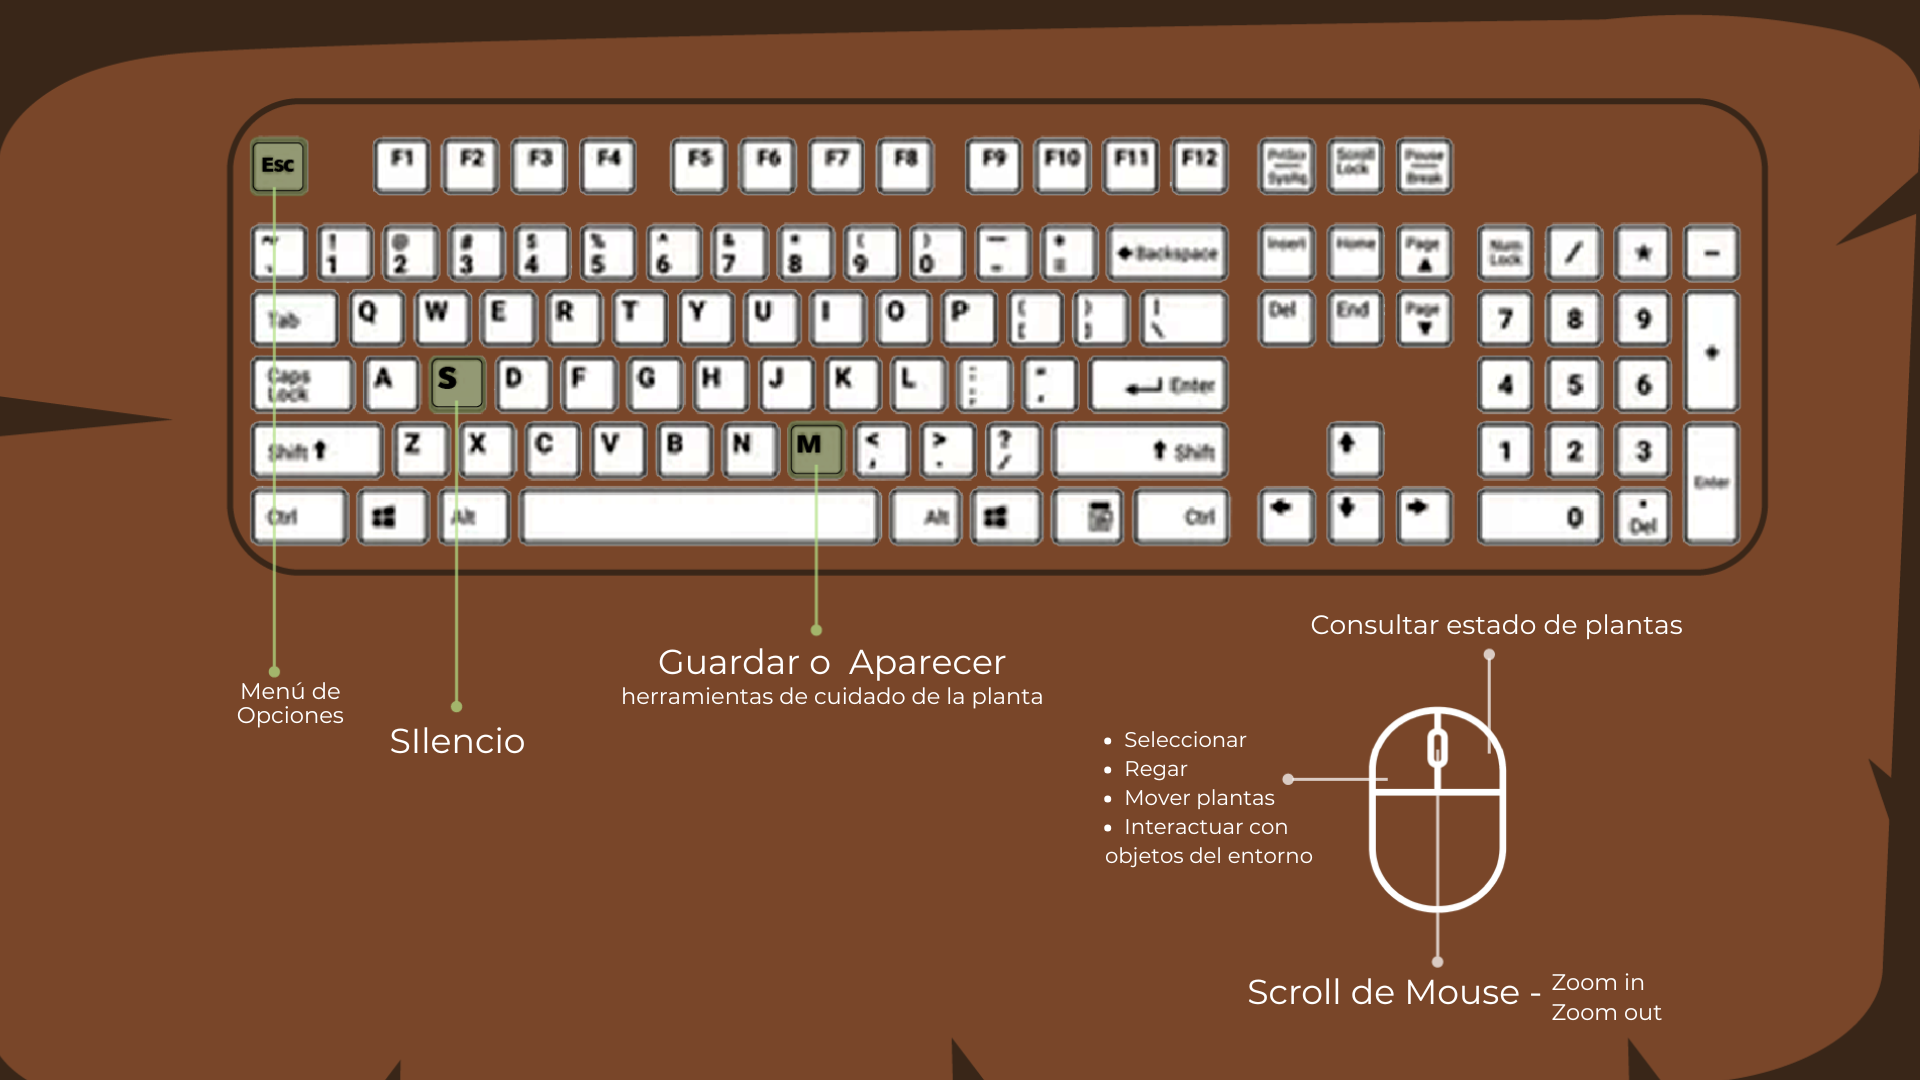 Esc F1 F2 F3 F4 F5 F6 F7 F8 F9 F10 F11 F12 PrtScr SysRq Scroll Lock Pause Break
! 1 @ 2 # 3 $ 4 % 5 ^ 6 & 7 * 8 ( 9 ) 0 Backspace Insert Home Page Num Lock / * -
Tab Q W E R T Y U I O P | \ Del End Page 7 8 9 +
Caps Lock A S D F G H J K L Enter 4 5 6
Shift Z X C V B N M < , > . ? / Shift 1 2 3 Enter
Ctrl Alt Alt Ctrl 0 . Del
Menú de
Opciones
SIlencio
Guardar o Aparecer
herramientas de cuidado de la planta
Consultar estado de plantas
• Seleccionar
• Regar
• Mover plantas
• Interactuar con
objetos del entorno
Scroll de Mouse - Zoom in
Zoom out